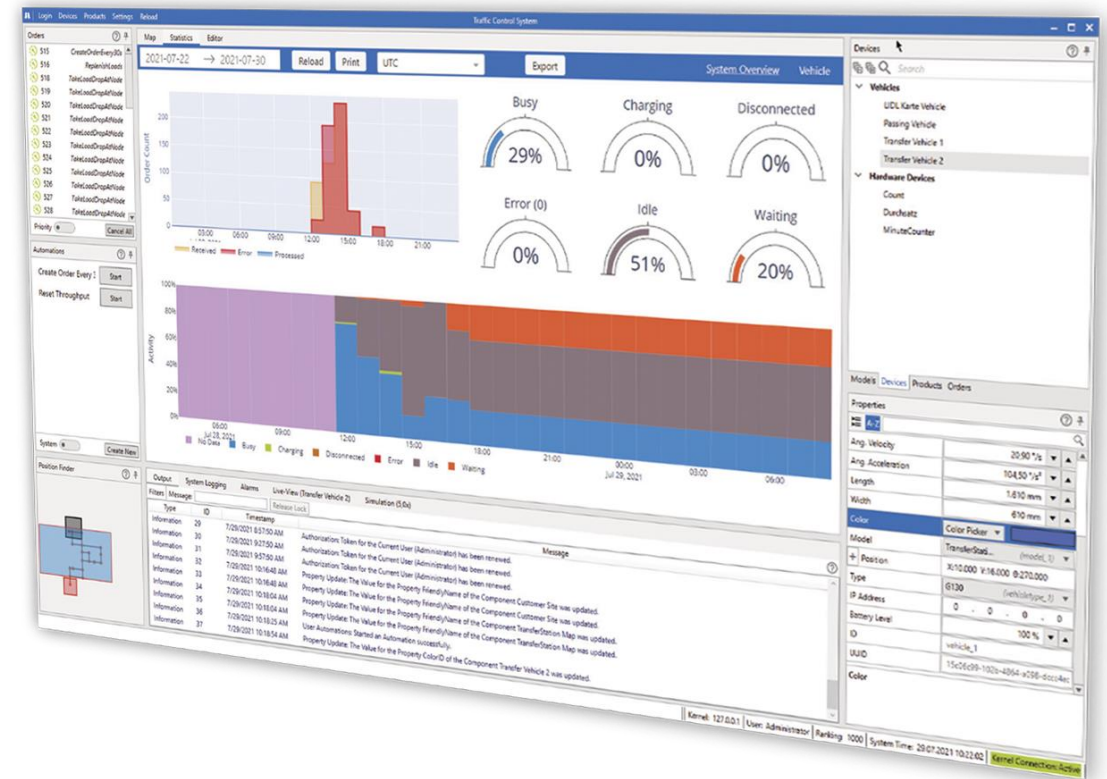 Login Devices Products Settings Reload
Traffic Control System
Orders
515 CreateOrderEvery30s
516 ReplenishLoads
518 TakeLoadDropAtNode
519 TakeLoadDropAtNode
520 TakeLoadDropAtNode
521 TakeLoadDropAtNode
522 TakeLoadDropAtNode
523 TakeLoadDropAtNode
524 TakeLoadDropAtNode
525 TakeLoadDropAtNode
526 TakeLoadDropAtNode
527 TakeLoadDropAtNode
528 TakeLoadDropAtNode
Priority
Cancel All
Automations
Create Order Every 3 Start
Reset Throughput Start
System
Create New
Position Finder
Map Statistics Editor
2021-07-22 → 2021-07-30 Reload Print UTC Export System Overview Vehicle
Order Count
200
150
100
50
0
03:00 06:00 09:00 12:00 15:00 18:00 21:00
Received Error Processed
Busy
29%
Charging
0%
Disconnected
0%
Error (0)
0%
Idle
51%
Waiting
20%
Activity
100%
80%
60%
40%
20%
0%
06:00 09:00 12:00 15:00 18:00 21:00 00:00 03:00 06:00
Jul 28, 2021
Jul 29, 2021
No Data Busy Charging Disconnected Error Idle Waiting
Output System Logging Alarms Live-View (Transfer Vehicle 2) Simulation (5.0x)
Filters Message: Release Lock
Type ID Timestamp Message
Information 29 7/29/2021 8:57:50 AM Authorization: Token for the Current User (Administrator) has been renewed.
Information 30 7/29/2021 9:27:50 AM Authorization: Token for the Current User (Administrator) has been renewed.
Information 31 7/29/2021 9:57:50 AM Authorization: Token for the Current User (Administrator) has been renewed.
Information 32 7/29/2021 10:16:48 AM Property Update: The Value for the Property FriendlyName of the Component Customer Site was updated.
Information 33 7/29/2021 10:16:48 AM Property Update: The Value for the Property FriendlyName of the Component Customer Site was updated.
Information 34 7/29/2021 10:18:04 AM Property Update: The Value for the Property FriendlyName of the Component TransferStation Map was updated.
Information 35 7/29/2021 10:18:04 AM Property Update: The Value for the Property FriendlyName of the Component TransferStation Map was updated.
Information 36 7/29/2021 10:18:25 AM User Automations Started an Automation successfully.
Information 37 7/29/2021 10:18:54 AM Property Update: The Value for the Property ColorID of the Component Transfer Vehicle 2 was updated.
Devices
Search
Vehicles
Passing Vehicle
Transfer Vehicle 1
Transfer Vehicle 2
Hardware Devices
Count
Durchsatz
MinuteCounter
Models Devices Products Orders
Properties
A-Z
Ang. Velocity 20,90 °/s
Ang. Acceleration 104,50 °/s²
Length 1.610 mm
Width 610 mm
Color Color Picker
Model TransferStati... (model_1)
Position X:10.000 Y:16.000 θ:270.000
Type G130 (vehicletype_1)
IP Address 0 . 0 . 0 . 0
Battery Level 100 %
ID vehicle_1
UUID
Color
Kernel: 127.0.0.1 User: Administrator Ranking: 1000 System Time: 29.07.2021 10:22:02 Kernel Connection: Active